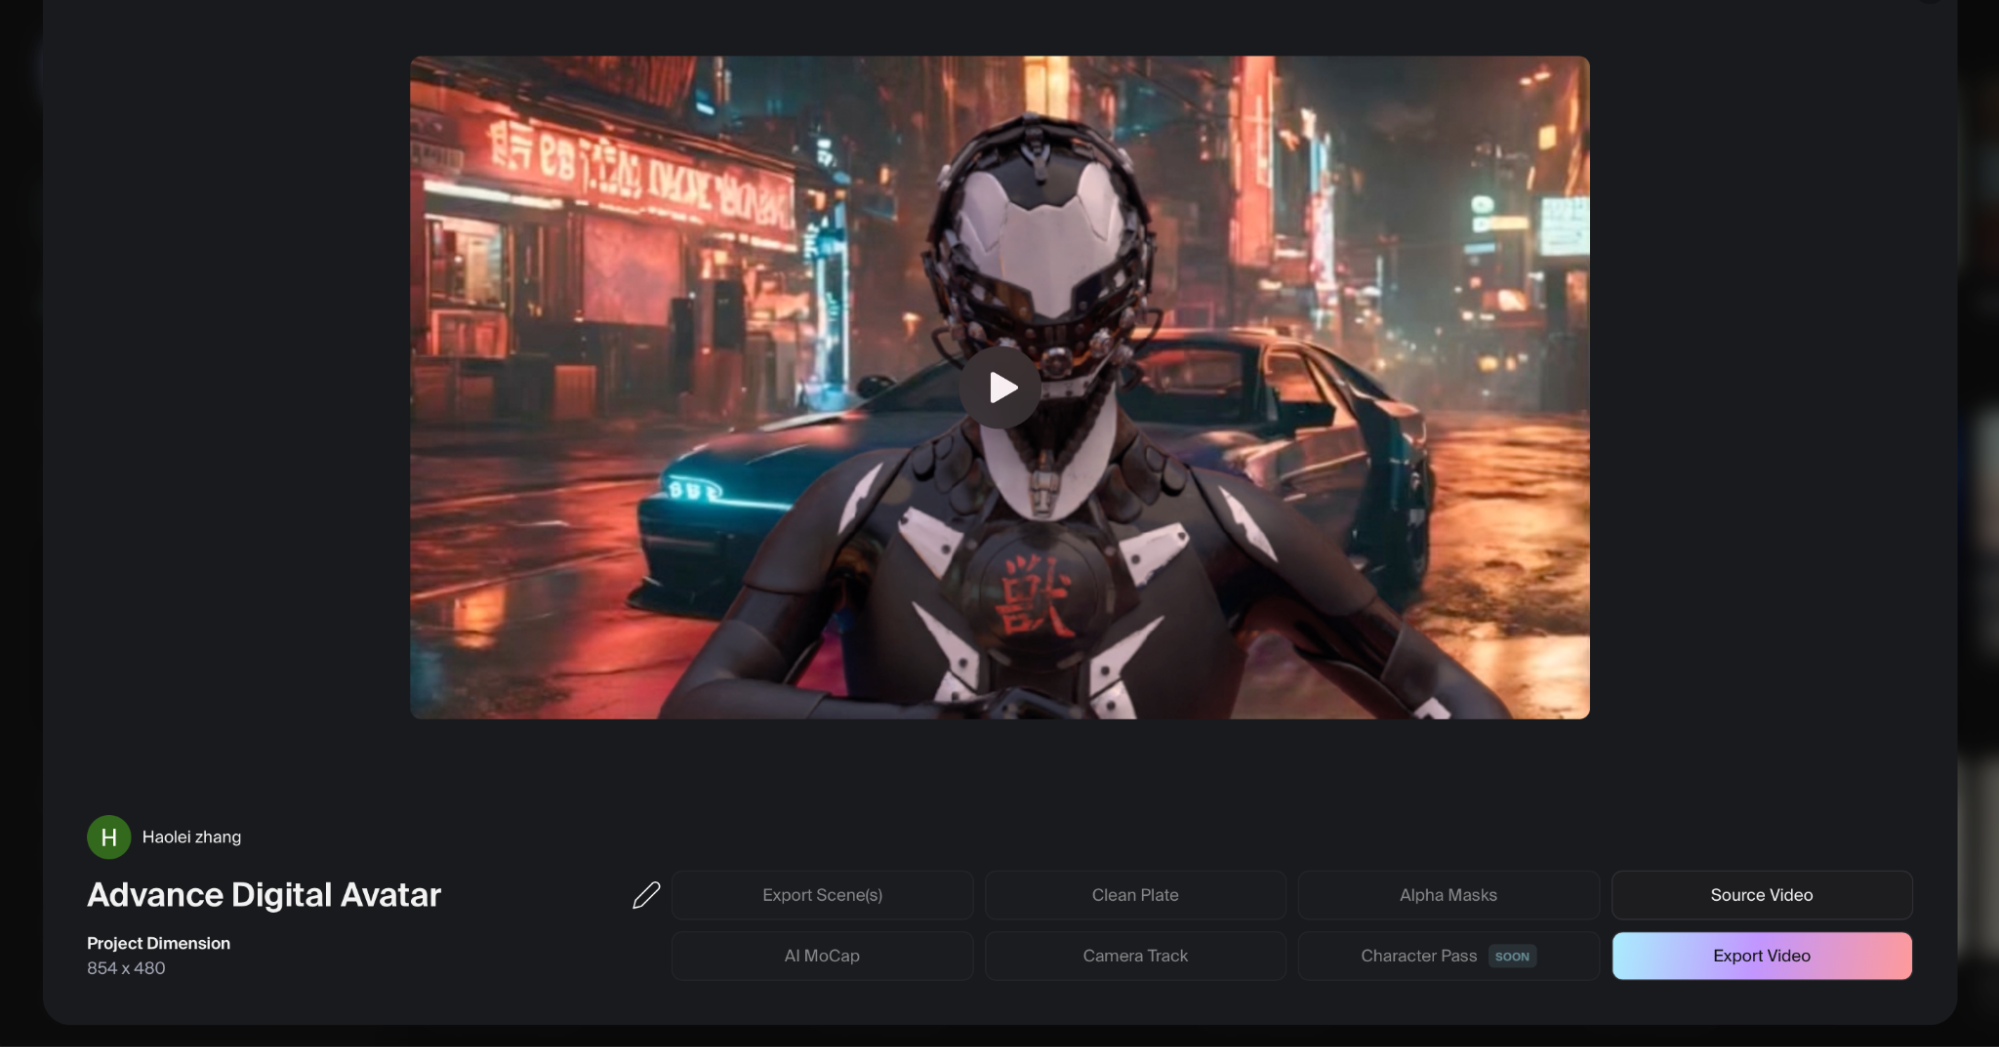 獣
H
Haolei zhang
Advance Digital Avatar
Project Dimension
854 x 480
Export Scene(s)
Clean Plate
Alpha Masks
Source Video
AI MoCap
Camera Track
Character Pass SOON
Export Video